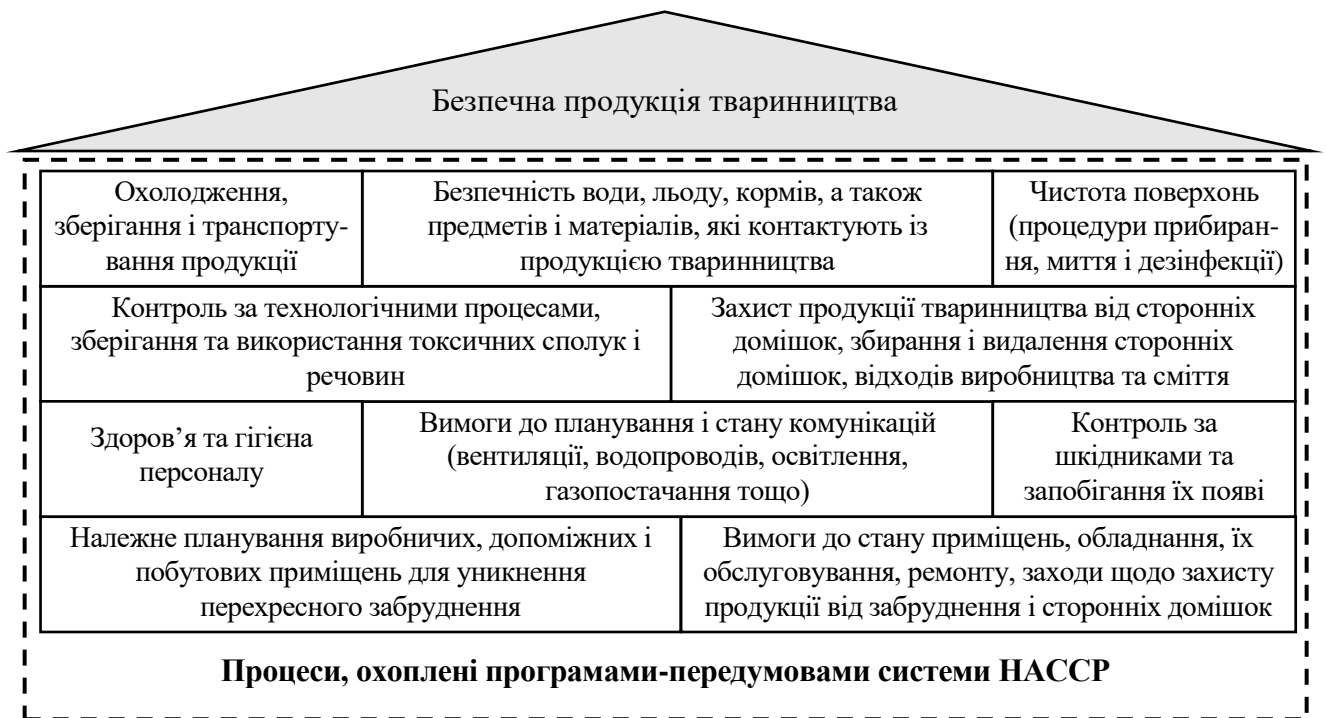 Безпечна продукція тваринництва
Охолодження,
зберігання і транспорту-
вання продукції
Безпечність води, льоду, кормів, а також
предметів і матеріалів, які контактують із
продукцією тваринництва
Чистота поверхонь
(процедури прибиран-
ня, миття і дезінфекції)
Контроль за технологічними процесами,
зберігання та використання токсичних сполук і
речовин
Захист продукції тваринництва від сторонніх
домішок, збирання і видалення сторонніх
домішок, відходів виробництва та сміття
Здоров’я та гігієна
персоналу
Вимоги до планування і стану комунікацій
(вентиляції, водопроводів, освітлення,
газопостачання тощо)
Контроль за
шкідниками та
запобігання їх появі
Належне планування виробничих, допоміжних і
побутових приміщень для уникнення
перехресного забруднення
Вимоги до стану приміщень, обладнання, їх
обслуговування, ремонту, заходи щодо захисту
продукції від забруднення і сторонніх домішок
Процеси, охоплені програмами-передумовами системи НАССР